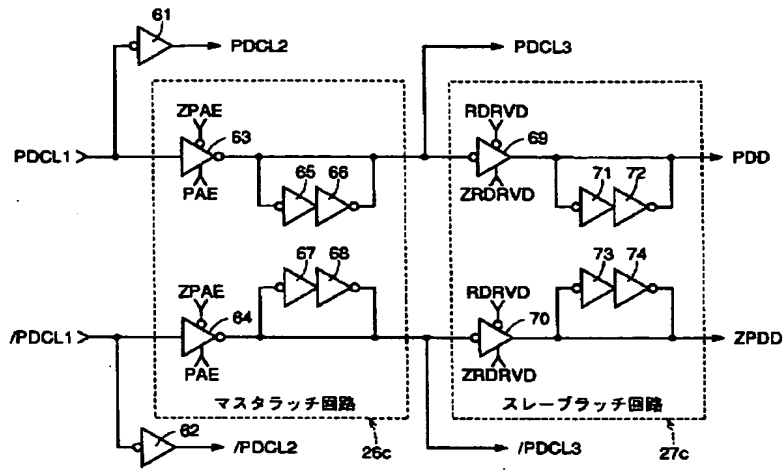 61
PDCL2
PDCL3
ZPAE
63
RDRVD
69
PDCL1
PDD
PAE
65
66
ZRDRVD
71
72
67
68
73
74
ZPAE
64
RDRVD
70
/PDCL1
ZPDD
PAE
ZRDRVD
マスタラッチ回路
スレーブラッチ回路
62
/PDCL2
26c
/PDCL3
27c